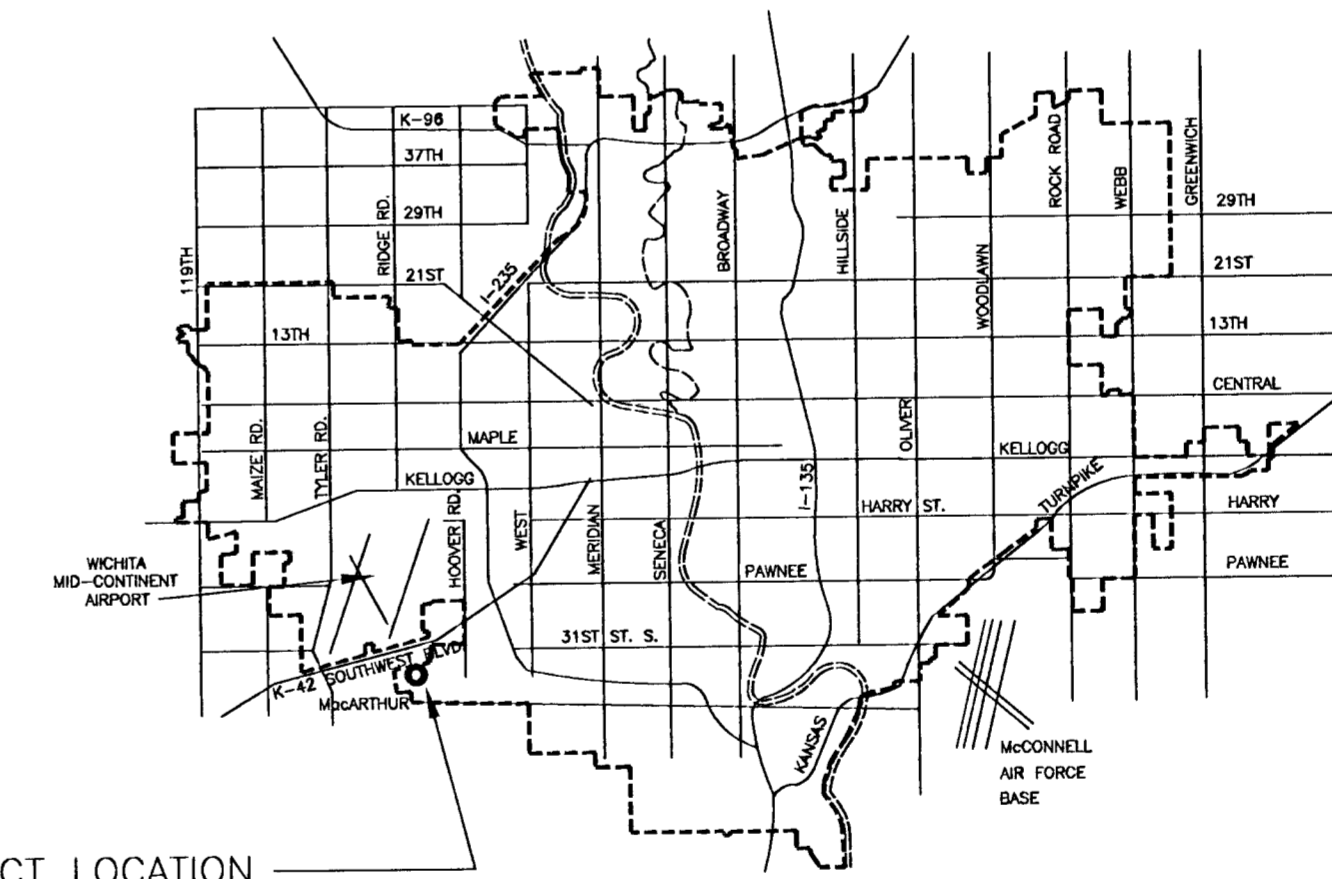 K-96
37TH
29TH
RIDGE RD.
21ST
I-235
119TH
13TH
MAIZE RD.
TYLER RD.
MAPLE
KELLOGG
HOOVER RD.
WEST
MERIDIAN
SENECA
BROADWAY
I-135
HILLSIDE
OLIVER
WOODLAWN
ROCK ROAD
WEBB
GREENWICH
29TH
21ST
13TH
CENTRAL
KELLOGG
TURNPIKE
HARRY ST.
HARRY
PAWNEE
PAWNEE
31ST ST. S.
WICHITA
MID-CONTINENT
AIRPORT
K-42 SOUTHWEST BLVD.
MacARTHUR
KANSAS
McCONNELL
AIR FORCE
BASE
CT LOCATION